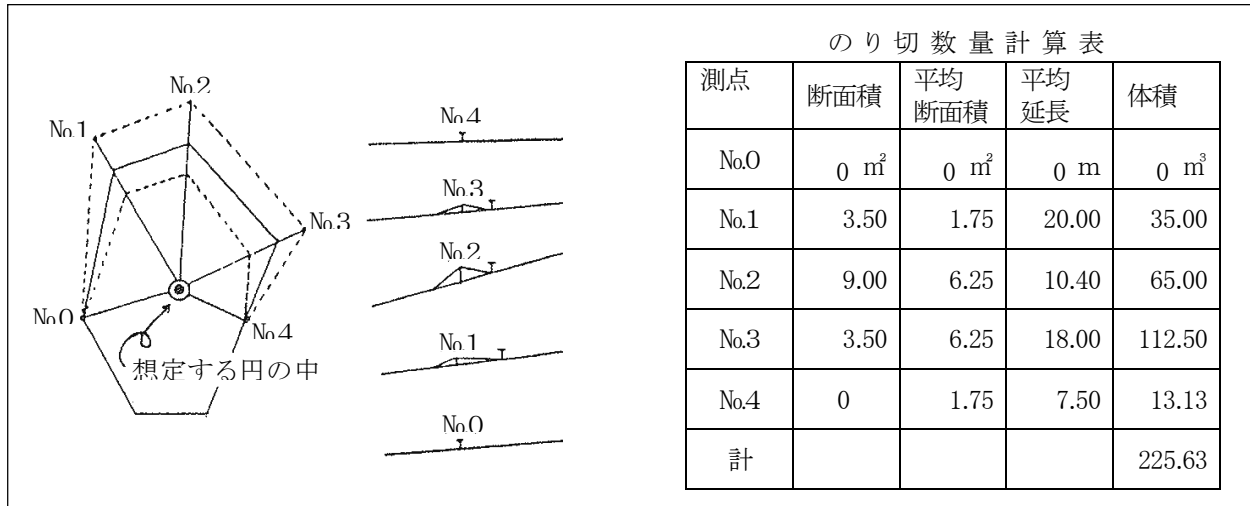 No.2
No.1
No.3
No.0
No.4
想定する円の中
No.4
No.3
No.2
No.1
No.0
のり切数量計算表
測点 断面積 平均断面積 平均延長 体積
No.0 0 ㎡ 0 ㎡ 0 m 0 ㎥
No.1 3.50 1.75 20.00 35.00
No.2 9.00 6.25 10.40 65.00
No.3 3.50 6.25 18.00 112.50
No.4 0 1.75 7.50 13.13
計 225.63